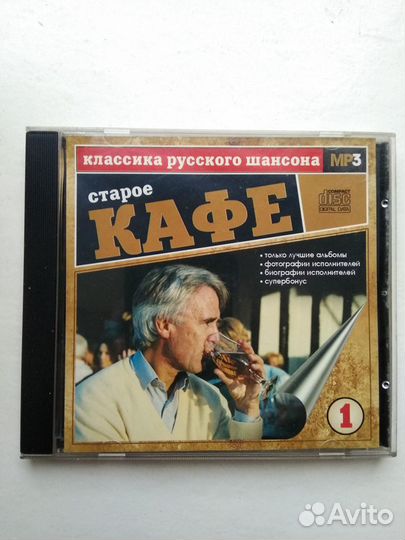 классика русского шансона MP3
старое
КАФЕ
COMPACT
disc
DIGITAL DATA
• только лучшие альбомы
• фотографии исполнителей
• биографии исполнителей
• супербонус
1
Avito